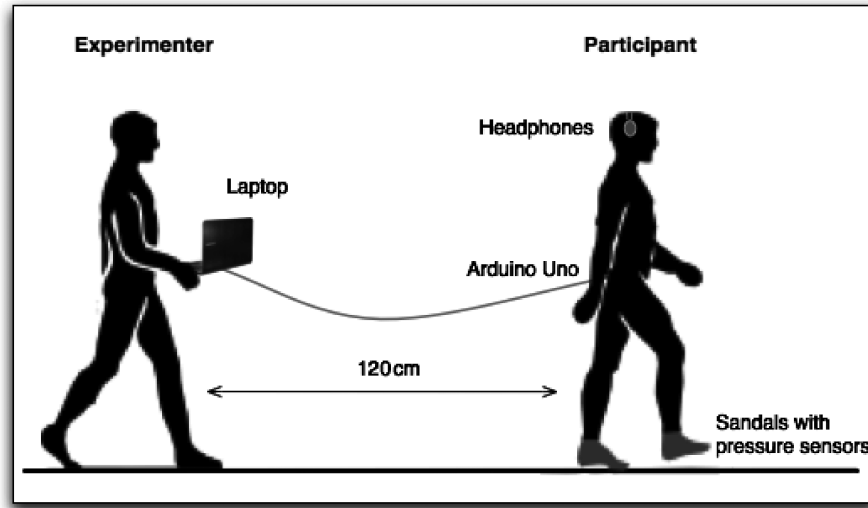 Experimenter
Participant
Headphones
Laptop
Arduino Uno
120cm
Sandals with
pressure sensors